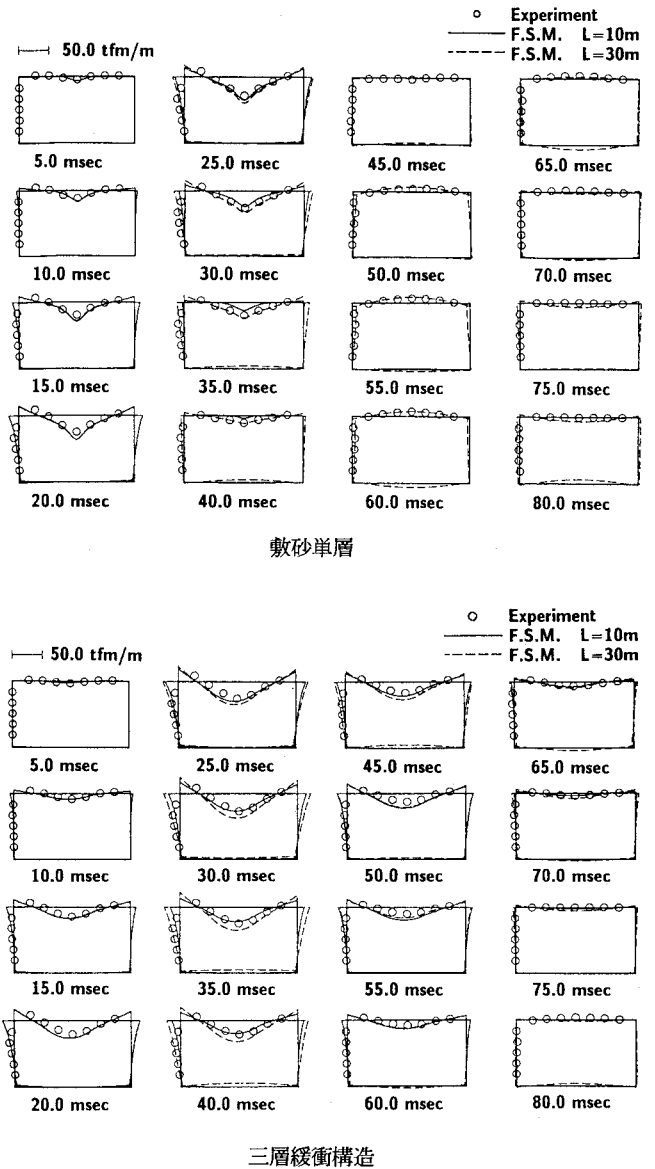 Experiment
F.S.M. L=10m
F.S.M. L=30m
50.0 tfm/m
5.0 msec
25.0 msec
45.0 msec
65.0 msec
10.0 msec
30.0 msec
50.0 msec
70.0 msec
15.0 msec
35.0 msec
55.0 msec
75.0 msec
20.0 msec
40.0 msec
60.0 msec
80.0 msec
敷砂単層
Experiment
F.S.M. L=10m
F.S.M. L=30m
50.0 tfm/m
5.0 msec
25.0 msec
45.0 msec
65.0 msec
10.0 msec
30.0 msec
50.0 msec
70.0 msec
15.0 msec
35.0 msec
55.0 msec
75.0 msec
20.0 msec
40.0 msec
60.0 msec
80.0 msec
三層緩衝構造